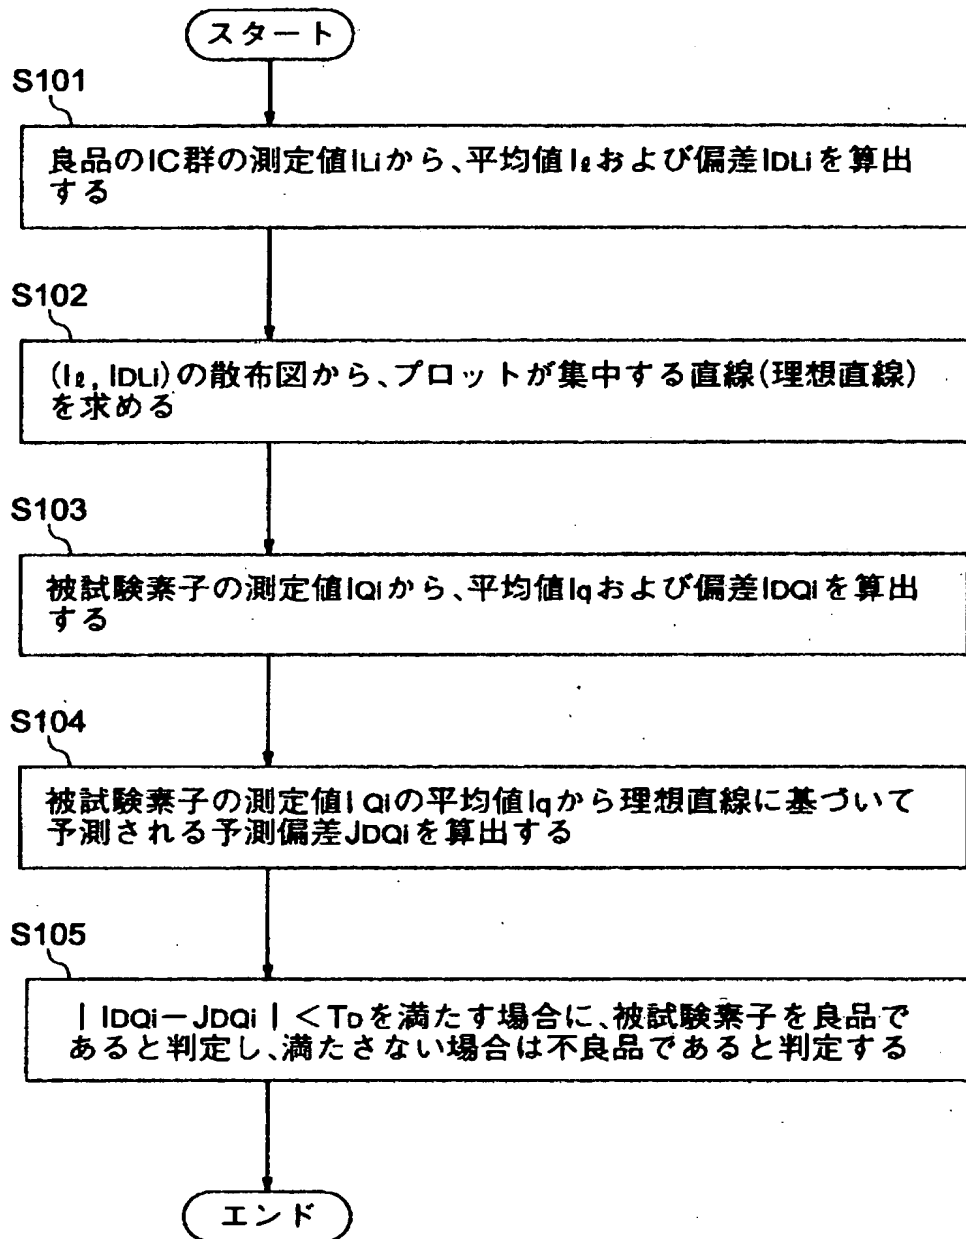 スタート
S101
良品のIC群の測定値ILiから、平均値Iℓおよび偏差IDLiを算出
する
S102
(Iℓ, IDLi)の散布図から、プロットが集中する直線(理想直線)
を求める
S103
被試験素子の測定値IQiから、平均値Iqおよび偏差IDQiを算出
する
S104
被試験素子の測定値IQiの平均値Iqから理想直線に基づいて
予測される予測偏差JDQiを算出する
S105
| IDQi－JDQi | ＜TDを満たす場合に、被試験素子を良品で
あると判定し、満たさない場合は不良品であると判定する
エンド